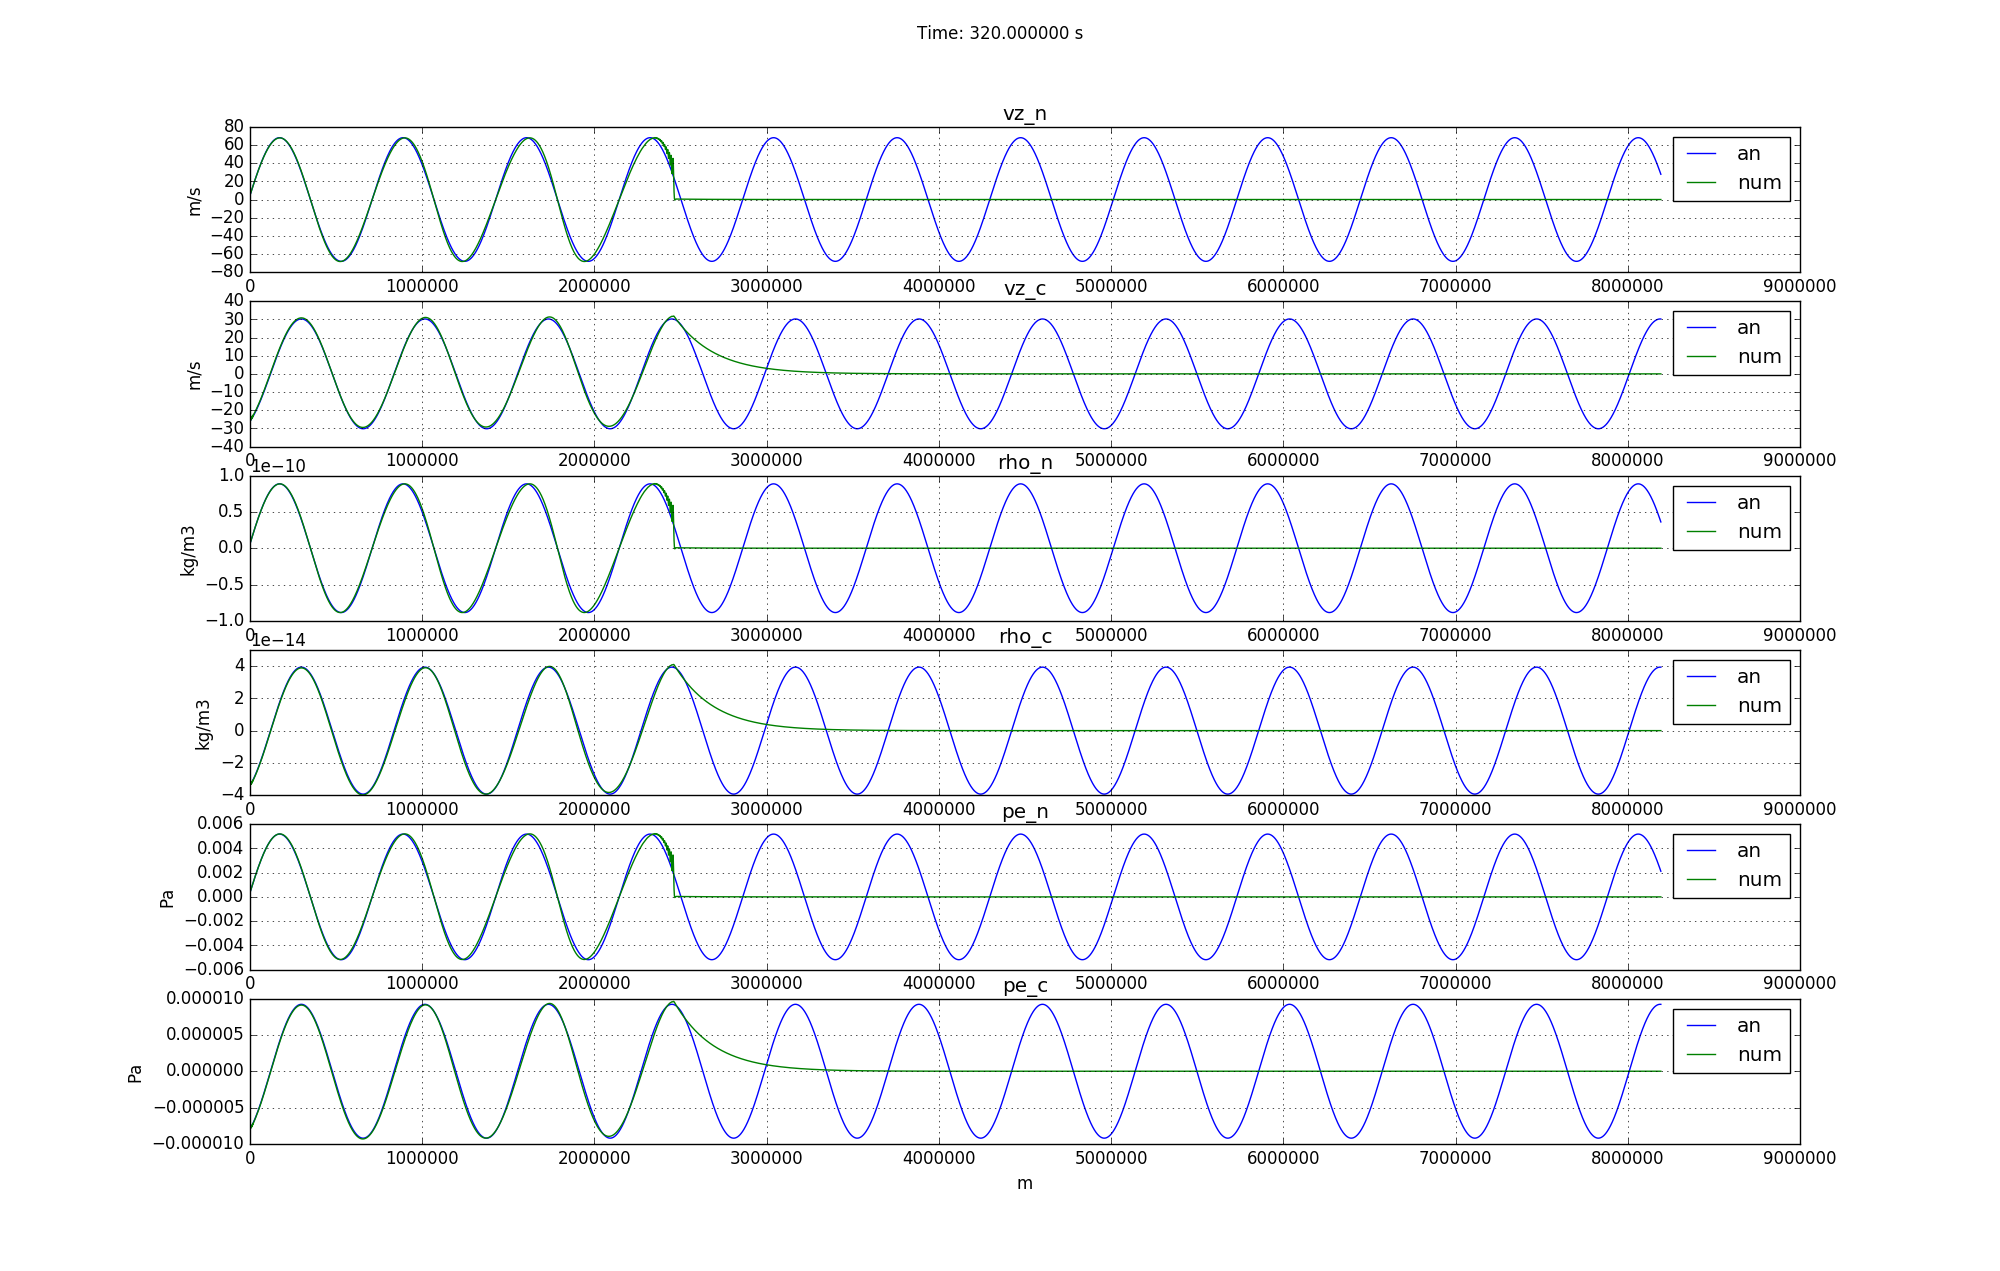 Time: 320.000000 s
vz_n
80
60
40
20
0
−20
−40
−60
−80
m/s
an
num
0 1000000 2000000 3000000 4000000 5000000 6000000 7000000 8000000 9000000
vz_c
40
30
20
10
0
−10
−20
−30
−40
m/s
an
num
0 1000000 2000000 3000000 4000000 5000000 6000000 7000000 8000000 9000000
1e−10 rho_n
1.0
0.5
0.0
−0.5
−1.0
kg/m3
an
num
0 1000000 2000000 3000000 4000000 5000000 6000000 7000000 8000000 9000000
1e−14 rho_c
4
2
0
−2
−4
kg/m3
an
num
0 1000000 2000000 3000000 4000000 5000000 6000000 7000000 8000000 9000000
pe_n
0.006
0.004
0.002
0.000
−0.002
−0.004
−0.006
Pa
an
num
0 1000000 2000000 3000000 4000000 5000000 6000000 7000000 8000000 9000000
pe_c
0.000010
0.000005
0.000000
−0.000005
−0.000010
Pa
an
num
0 1000000 2000000 3000000 4000000 5000000 6000000 7000000 8000000 9000000
m